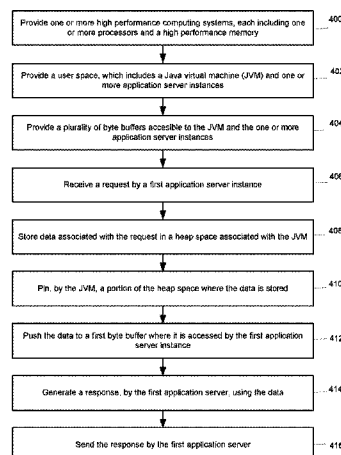 Provide one or more high performance computing systems, each including one
or more processors and a high performance memory
400
Provide a user space, which includes a Java virtual machine (JVM) and one or
more application server instances
402
Provide a plurality of byte buffers accesible to the JVM and the one or more
application server instances
404
Receive a request by a first application server instance
406
Store data associated with the request in a heap space associated with the JVM
408
Pin, by the JVM, a portion of the heap space where the data is stored
410
Push the data to a first byte buffer where it is accessed by the first application
server instance
412
Generate a response, by the first application server, using the data
414
Send the response by the first application server
416